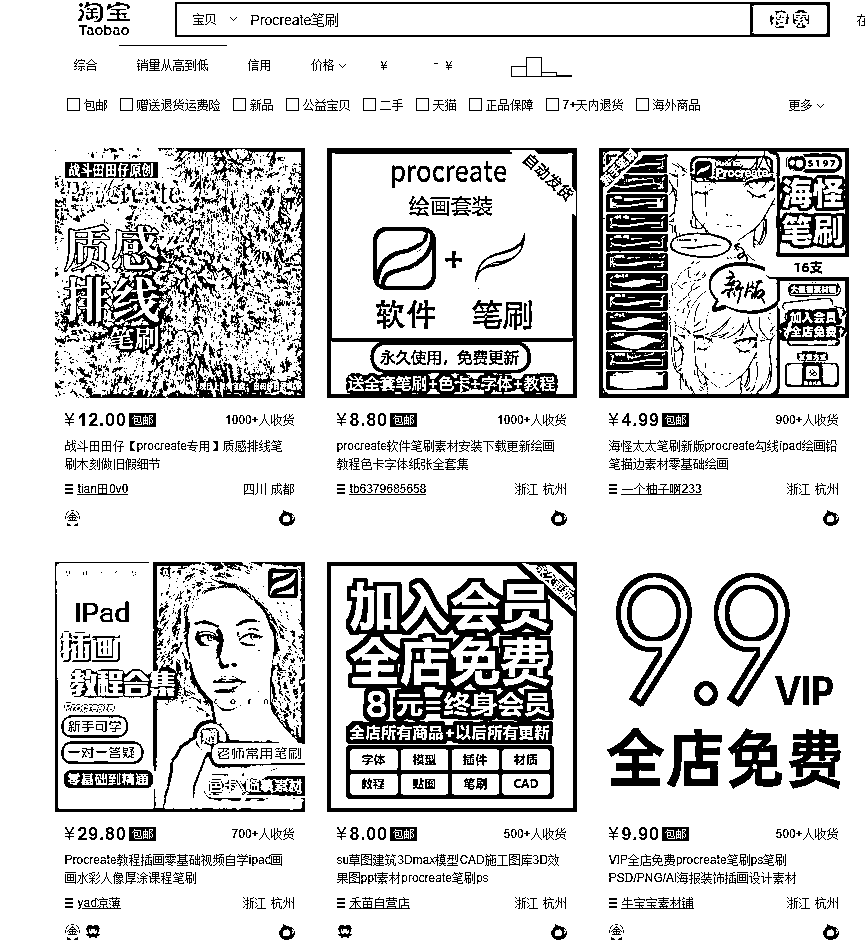 淘宝
Taobao
宝贝
Procreate笔刷
搜索
综合
销量从高到低
信用
价格
¥
- ¥
包邮
赠送退货运费险
新品
公益宝贝
二手
天猫
正品保障
7+天内退货
海外商品
更多
战斗田田仔原创
质感
排线
笔刷
¥12.00 包邮
1000+人收货
战斗田田仔【procreate专用】质感排线笔
刷木刻做旧假细节
tian田0v0
四川 成都
procreate
自动发货
绘画套装
+
软件
笔刷
永久使用，免费更新
送全套笔刷+色卡+字体+教程
¥8.80 包邮
1000+人收货
procreate软件笔刷素材安装下载更新绘画
教程色卡字体纸张全套集
tb6379685658
浙江 杭州
Procreate
5197
海怪
笔刷
16支
新版
加入会员
全店免费
¥4.99 包邮
900+人收货
海怪太太笔刷新版procreate勾线ipad绘画铅
笔描边素材零基础绘画
一个柚子啊233
浙江 杭州
IPad
插画
教程合集
Procreate
新手可学
一对一答疑
零基础到精通
老师常用笔刷
¥29.80 包邮
700+人收货
Procreate教程插画零基础视频自学ipad画
画水彩人像厚涂课程笔刷
yad凉薄
浙江 杭州
加入会员
全店免费
8元=终身会员
全店所有商品+以后所有更新
字体
模型
插件
材质
教程
贴图
笔刷
CAD
¥8.00 包邮
500+人收货
su草图建筑3Dmax模型CAD施工图库3D效
果图ppt素材procreate笔刷ps
禾苗自营店
浙江 杭州
9.9
VIP
全店免费
¥9.90 包邮
500+人收货
VIP全店免费procreate笔刷ps笔刷
PSD/PNG/AI海报装饰插画设计素材
牛宝宝素材铺
浙江 杭州